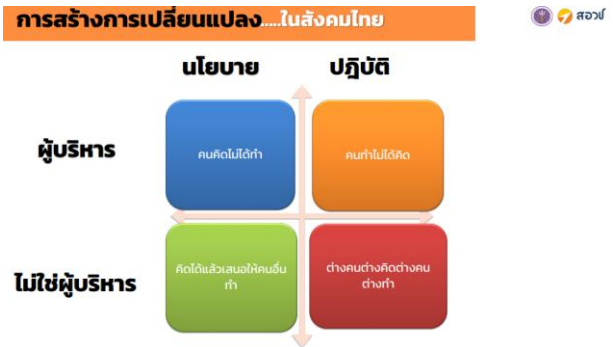 การสร้างการเปลี่ยนแปลง.....ในสังคมไทย
สอวช์
นโยบาย ปฎิบัติ
ผู้บริหาร
คนคิดไม่ได้ทำ
คนทำไม่ได้คิด
ไม่ใช่ผู้บริหาร
คิดได้แล้วเสนอให้คนอื่น
ทำ
ต่างคนต่างคิดต่างคน
ต่างทำ